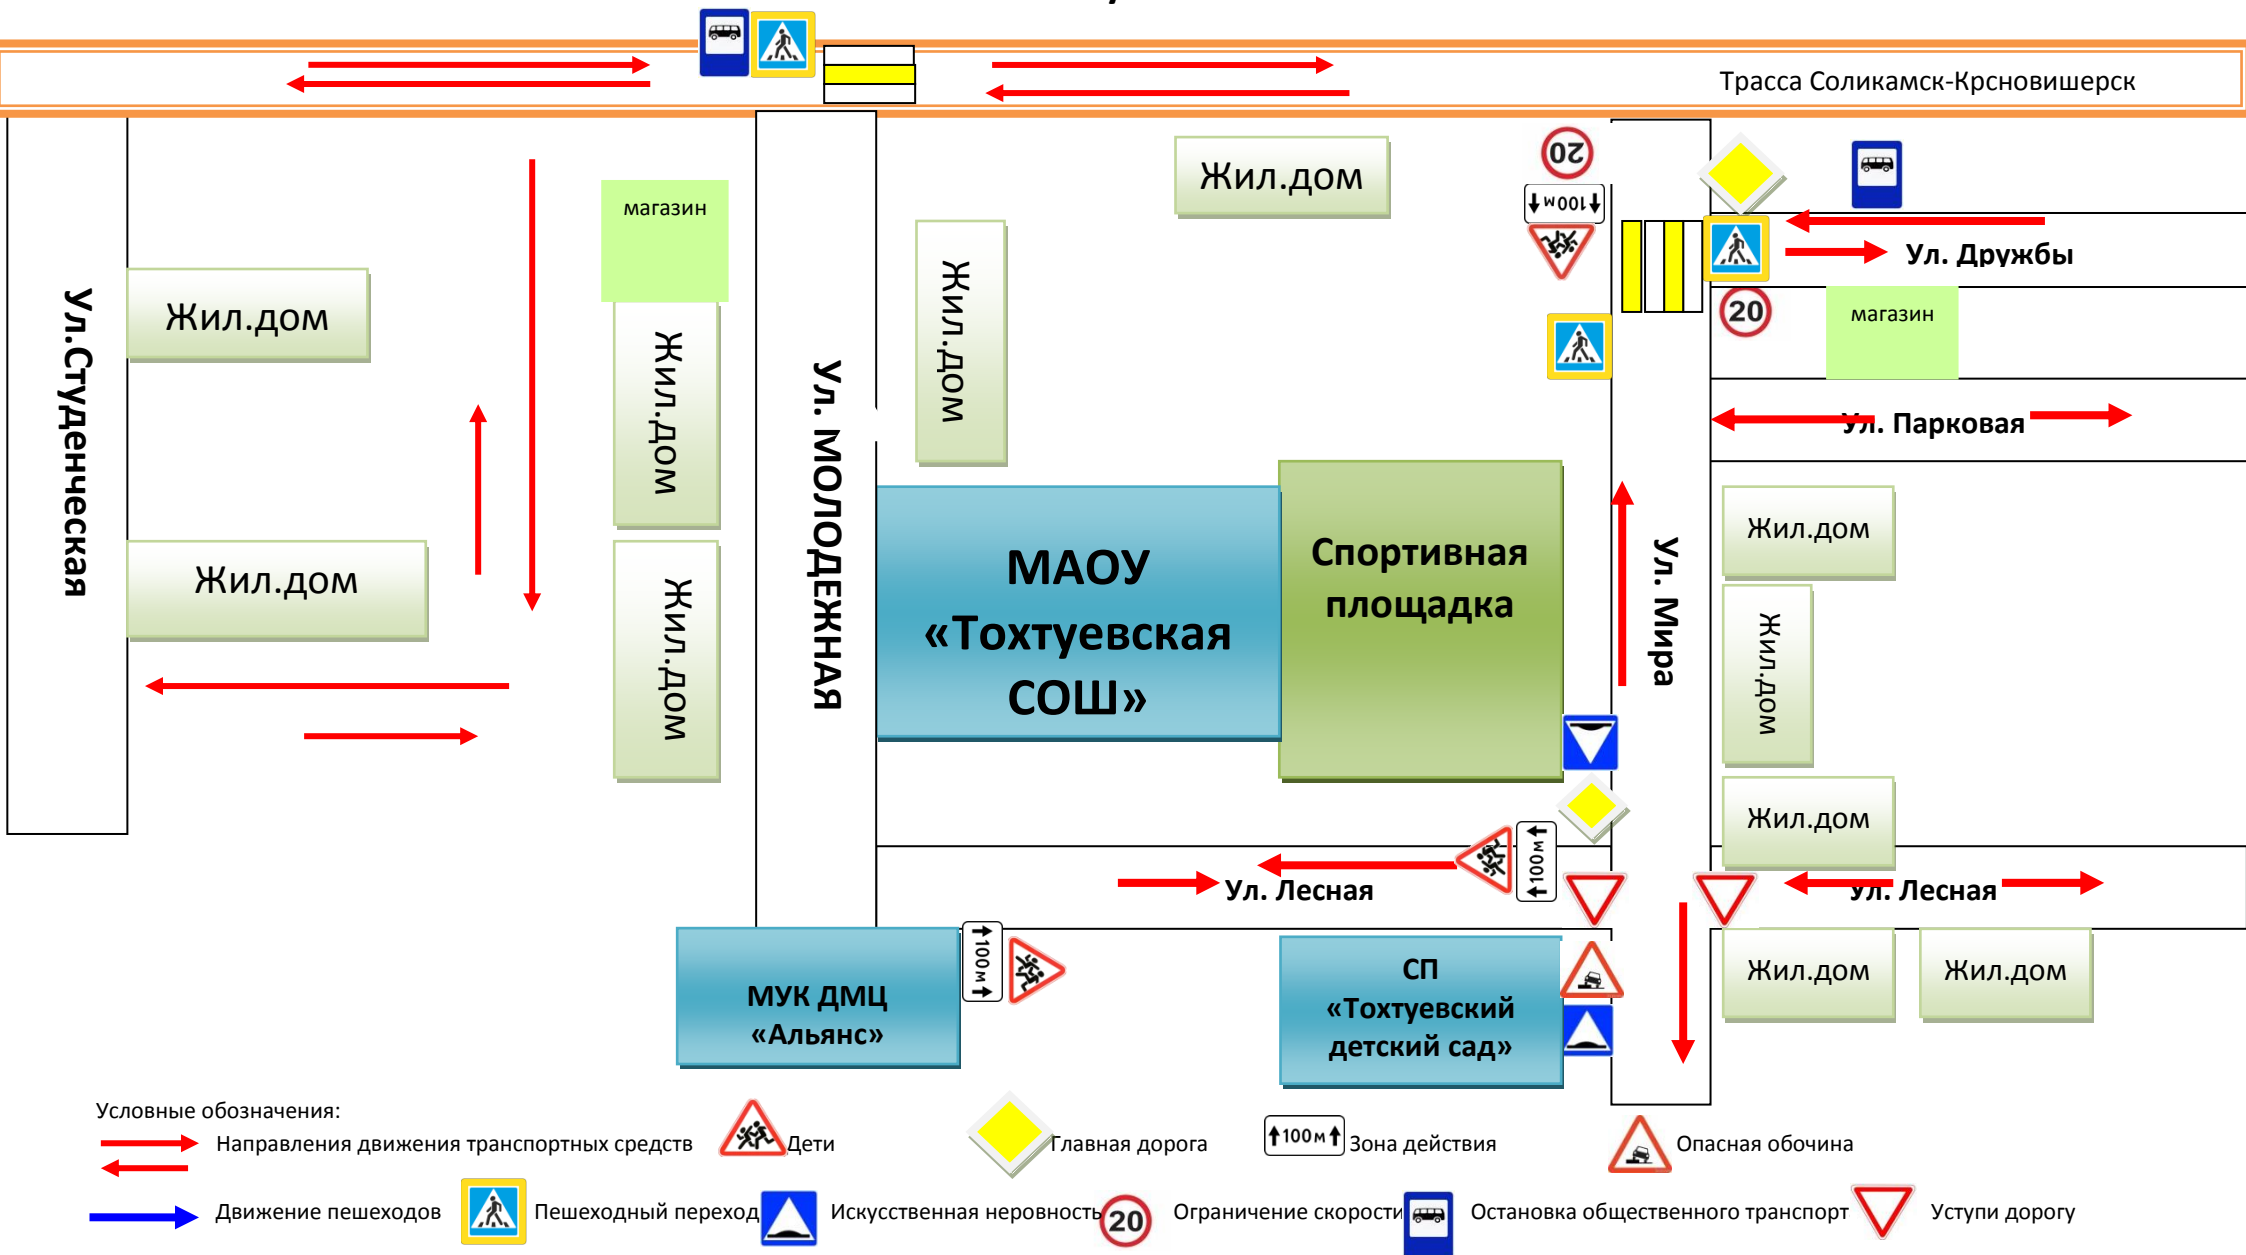 Трасса Соликамск-Крсновишерск
20
100м
Жил.дом
магазин
Ул. Дружбы
Жил.дом
Жил.дом
20
магазин
Ул.Студенческая
Жил.дом
Ул. МОЛОДЕЖНАЯ
Ул. Парковая
Жил.дом
МАОУ
«Тохтуевская
СОШ»
Спортивная
площадка
Ул. Мира
Жил.дом
Жил.дом
Жил.дом
Жил.дом
Жил.дом
100м
Ул. Лесная
Ул. Лесная
100м
МУК ДМЦ
«Альянс»
СП
«Тохтуевский
детский сад»
Жил.дом
Жил.дом
Условные обозначения:
Направления движения транспортных средств
Дети
Главная дорога
100м
Зона действия
Опасная обочина
Движение пешеходов
Пешеходный переход
Искусственная неровность
20
Ограничение скорости
Остановка общественного транспорт
Уступи дорогу